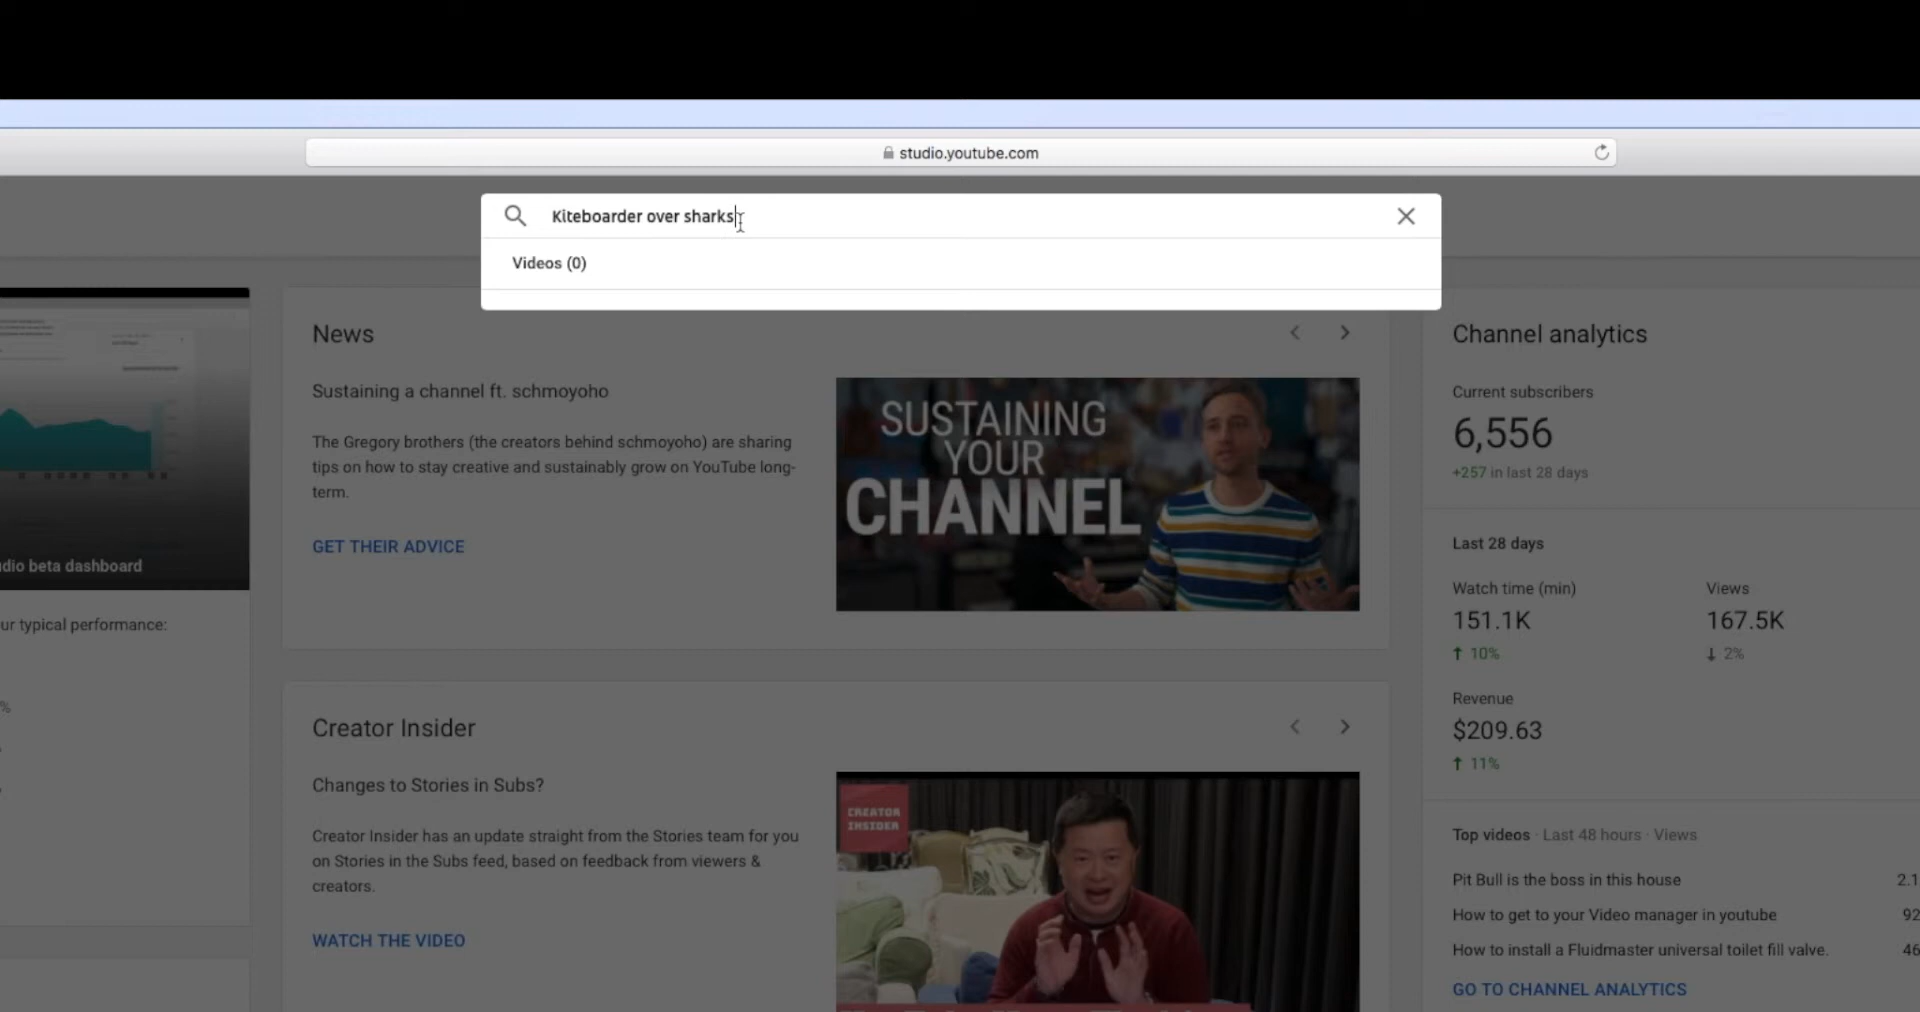 studio.youtube.com
Kiteboarder over sharks
Videos (0)
dio beta dashboard
ur typical performance:
%
News
Sustaining a channel ft. schmoyoho
The Gregory brothers (the creators behind schmoyoho) are sharing
tips on how to stay creative and sustainably grow on YouTube long-
term.
GET THEIR ADVICE
SUSTAINING
YOUR
CHANNEL
Creator Insider
Changes to Stories in Subs?
Creator Insider has an update straight from the Stories team for you
on Stories in the Subs feed, based on feedback from viewers &
creators.
WATCH THE VIDEO
CREATOR
INSIDER
Channel analytics
Current subscribers
6,556
+257 in last 28 days
Last 28 days
Watch time (min)
151.1K
↑ 10%
Views
167.5K
↓ 2%
Revenue
$209.63
↑ 11%
Top videos · Last 48 hours · Views
Pit Bull is the boss in this house 2.1
How to get to your Video manager in youtube 92
How to install a Fluidmaster universal toilet fill valve. 46
GO TO CHANNEL ANALYTICS